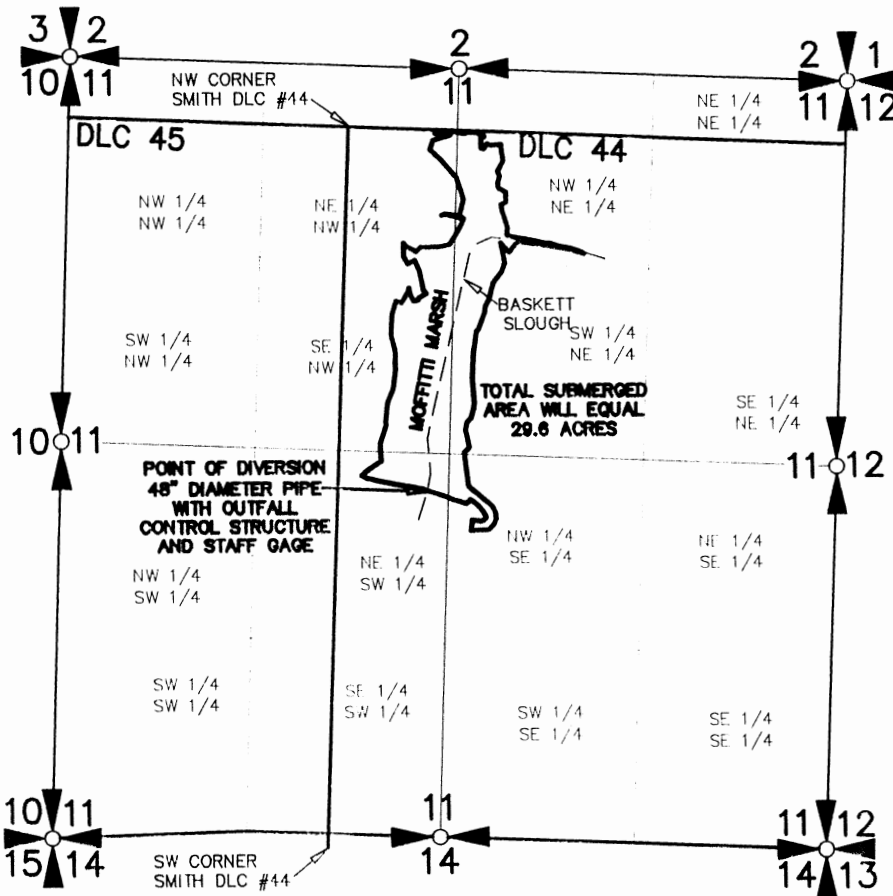 3 2
10 11
2
11
2 1
11 12
NW CORNER
SMITH DLC #44
NE 1/4
NE 1/4
DLC 45
DLC 44
NW 1/4
NW 1/4
NE 1/4
NW 1/4
NW 1/4
NE 1/4
BASKETT
SLOUGH
SW 1/4
NW 1/4
SE 1/4
NW 1/4
MOFFITTI MARSH
SW 1/4
NE 1/4
TOTAL SUBMERGED
AREA WILL EQUAL
29.6 ACRES
SE 1/4
NE 1/4
10 11
11 12
POINT OF DIVERSION
48" DIAMETER PIPE
WITH OUTFALL
CONTROL STRUCTURE
AND STAFF GAGE
NW 1/4
SW 1/4
NE 1/4
SW 1/4
NW 1/4
SE 1/4
NE 1/4
SE 1/4
SW 1/4
SW 1/4
SE 1/4
SW 1/4
SW 1/4
SE 1/4
SE 1/4
SE 1/4
10 11
15 14
11
14
11 12
14 13
SW CORNER
SMITH DLC #44